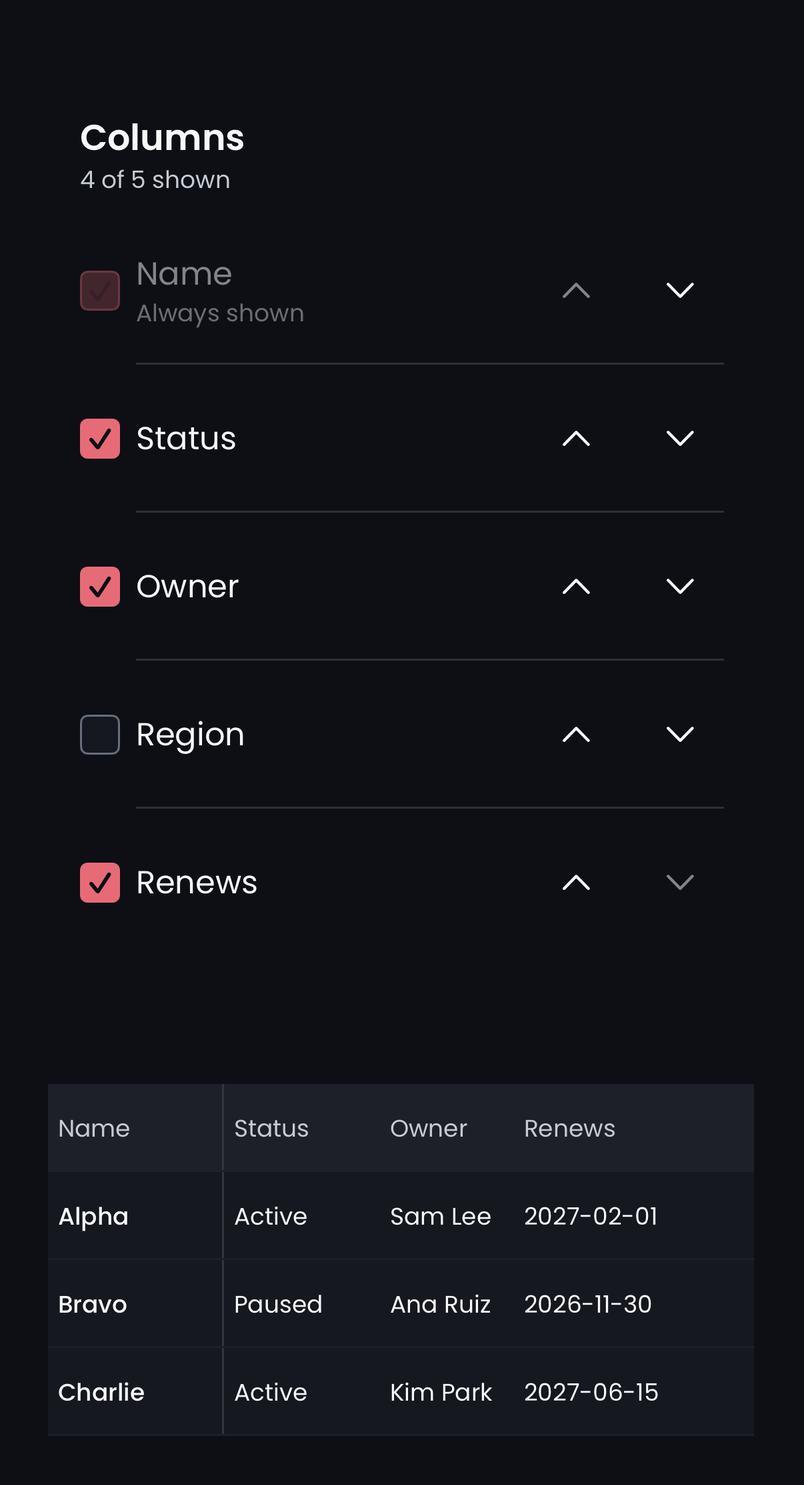 Columns
4 of 5 shown
Name
Always shown
Status
Owner
Region
Renews
Name Status Owner Renews
Alpha Active Sam Lee 2027-02-01
Bravo Paused Ana Ruiz 2026-11-30
Charlie Active Kim Park 2027-06-15